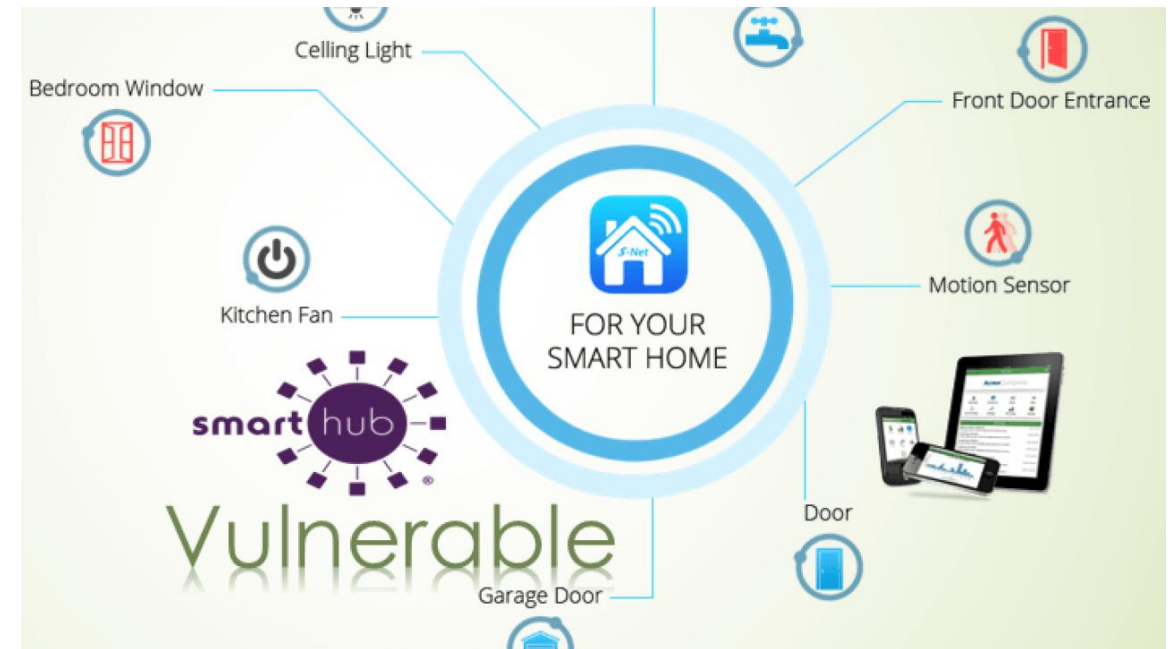 Celling Light
Bedroom Window
Front Door Entrance
S-Net
FOR YOUR
SMART HOME
Motion Sensor
Kitchen Fan
smart hub
®
Vulnerable
Door
Garage Door